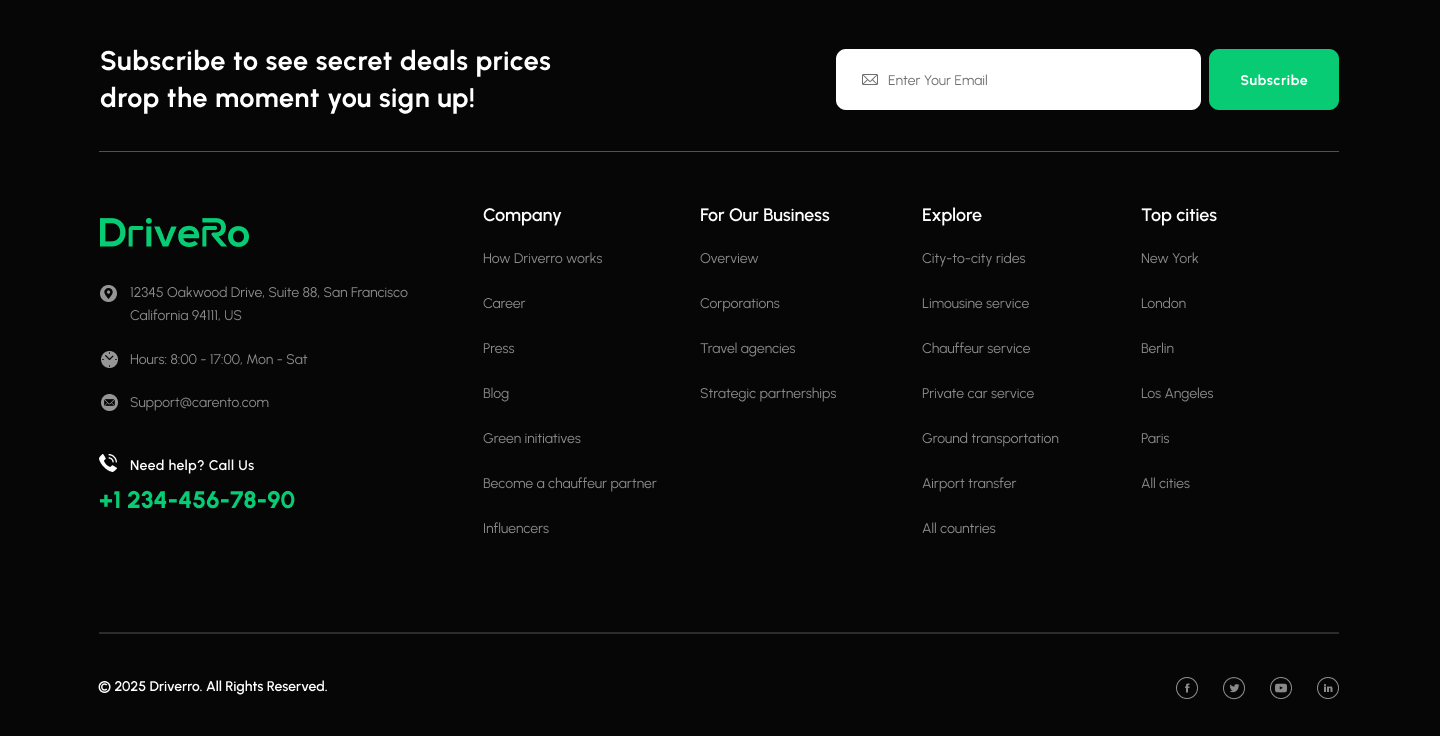 Subscribe to see secret deals prices
drop the moment you sign up!
Enter Your Email
Subscribe
DriveRo
12345 Oakwood Drive, Suite 88, San Francisco
California 94111, US
Hours: 8:00 - 17:00, Mon - Sat
Support@carento.com
Need help? Call Us
+1 234-456-78-90
Company
How Driverro works
Career
Press
Blog
Green initiatives
Become a chauffeur partner
Influencers
For Our Business
Overview
Corporations
Travel agencies
Strategic partnerships
Explore
City-to-city rides
Limousine service
Chauffeur service
Private car service
Ground transportation
Airport transfer
All countries
Top cities
New York
London
Berlin
Los Angeles
Paris
All cities
© 2025 Driverro. All Rights Reserved.